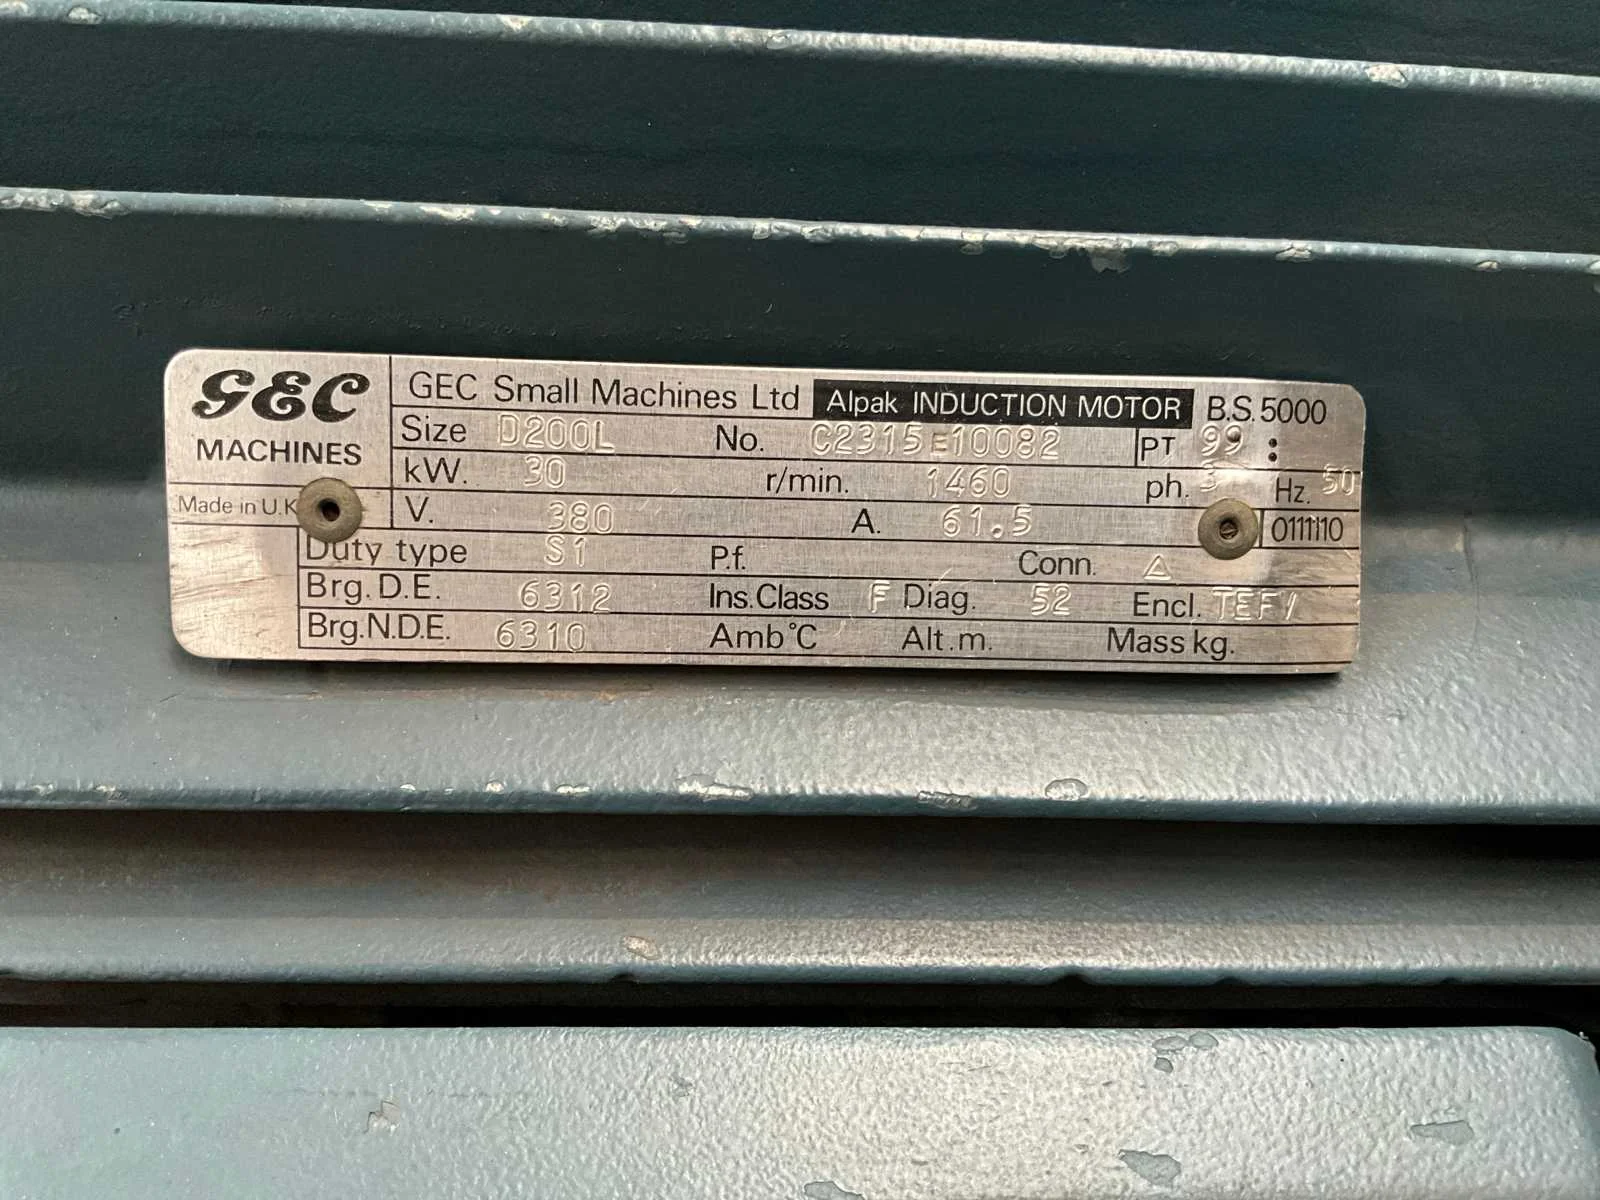 GEC
MACHINES
Made in U.K
GEC Small Machines Ltd Alpak INDUCTION MOTOR B.S. 5000
Size D200L No. C2315E10082 PT 99 :
kW. 30 r/min. 1460 ph. 3 Hz. 50
V. 380 A. 61.5
Duty type S1 P.f. Conn. △
Brg. D.E. 6312 Ins. Class F Diag. 52 Encl.
Brg. N.D.E. 6310 Amb °C Alt. m. Mass kg.